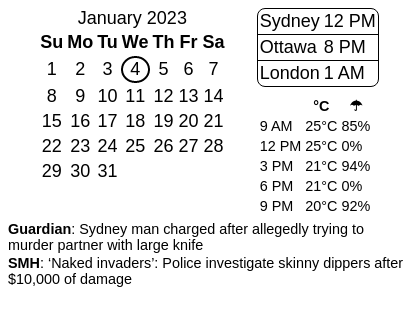 January 2023
Su Mo Tu We Th Fr Sa
1 2 3 4 5 6 7
8 9 10 11 12 13 14
15 16 17 18 19 20 21
22 23 24 25 26 27 28
29 30 31
Sydney 12 PM
Ottawa 8 PM
London 1 AM
°C ☂
9 AM 25°C 85%
12 PM 25°C 0%
3 PM 21°C 94%
6 PM 21°C 0%
9 PM 20°C 92%
Guardian: Sydney man charged after allegedly trying to
murder partner with large knife
SMH: ‘Naked invaders’: Police investigate skinny dippers after
$10,000 of damage